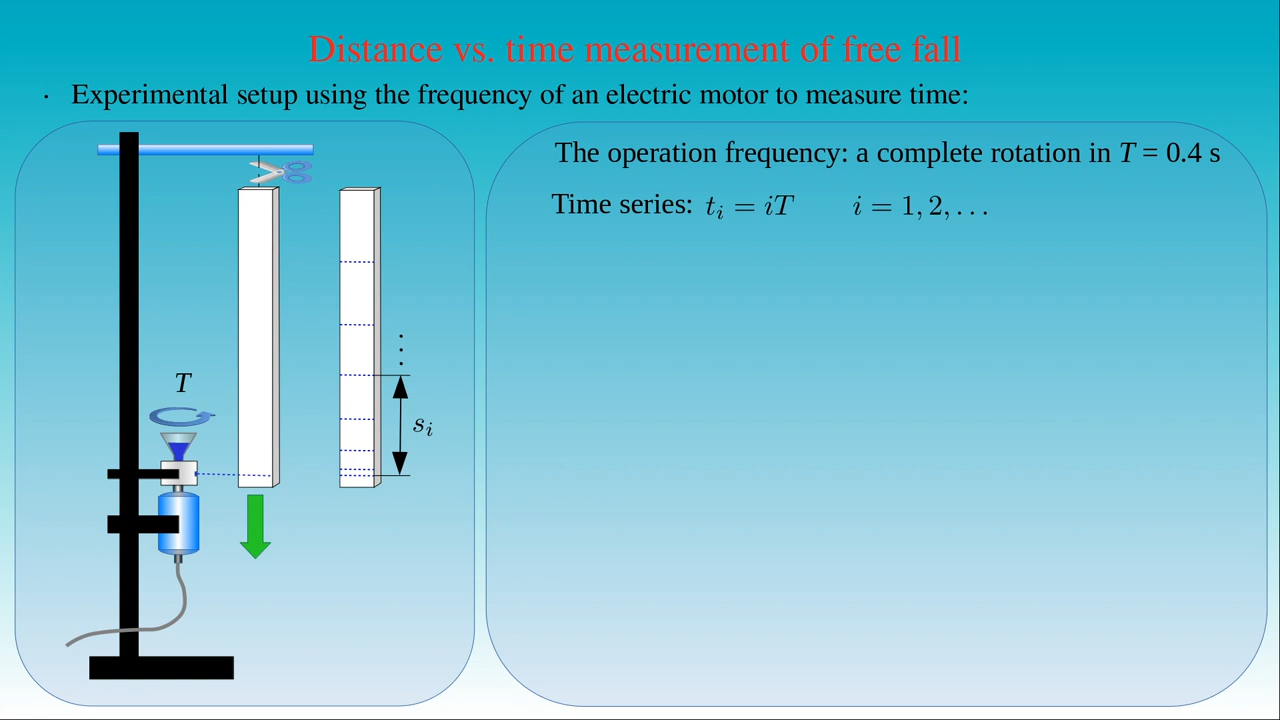 Distance vs. time measurement of free fall
· Experimental setup using the frequency of an electric motor to measure time:
The operation frequency: a complete rotation in T = 0.4 s
Time series: tᵢ = iT i = 1, 2, . . .
T
⋮
sᵢ